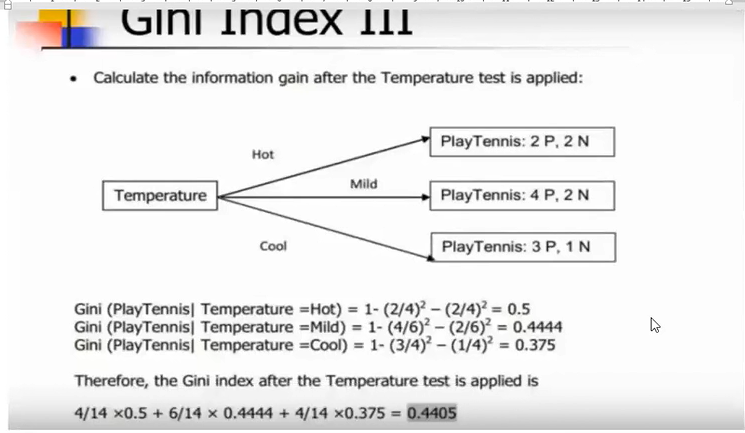 Gini Index III
• Calculate the information gain after the Temperature test is applied:
Hot
PlayTennis: 2 P, 2 N
Temperature
Mild
PlayTennis: 4 P, 2 N
Cool
PlayTennis: 3 P, 1 N
Gini (PlayTennis| Temperature =Hot) = 1- (2/4)² – (2/4)² = 0.5
Gini (PlayTennis| Temperature =Mild) = 1- (4/6)² – (2/6)² = 0.4444
Gini (PlayTennis| Temperature =Cool) = 1- (3/4)² – (1/4)² = 0.375
Therefore, the Gini index after the Temperature test is applied is
4/14 ×0.5 + 6/14 × 0.4444 + 4/14 ×0.375 = 0.4405